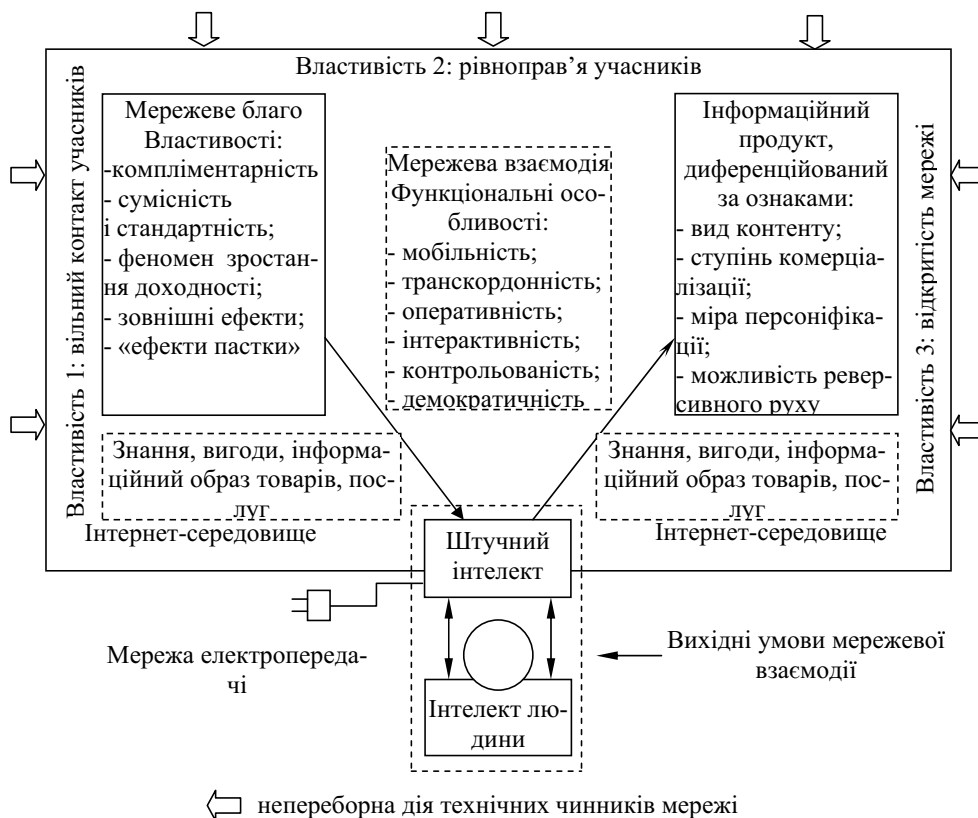 Властивість 2: рівноправ’я учасників
Властивість 1: вільний контакт учасників
Мережеве благо
Властивості:
-компліментарність
- сумісність
і стандартність;
- феномен зростан-
ня доходності;
- зовнішні ефекти;
- «ефекти пастки»
Мережева взаємодія
Функціональні осо-
бливості:
- мобільність;
- транскордонність;
- оперативність;
- інтерактивність;
- контрольованість;
- демократичність
Інформаційний
продукт,
диференційований
за ознаками:
- вид контенту;
- ступінь комерціа-
лізації;
- міра персоніфіка-
ції;
- можливість ревер-
сивного руху
Властивість 3: відкритість мережі
Знання, вигоди, інформа-
ційний образ товарів, пос-
луг
Інтернет-середовище
Знання, вигоди, інформа-
ційний образ товарів, пос-
луг
Інтернет-середовище
Штучний
інтелект
Мережа електропереда-
чі
Вихідні умови мережевої
взаємодії
Інтелект лю-
дини
непереборна дія технічних чинників мережі